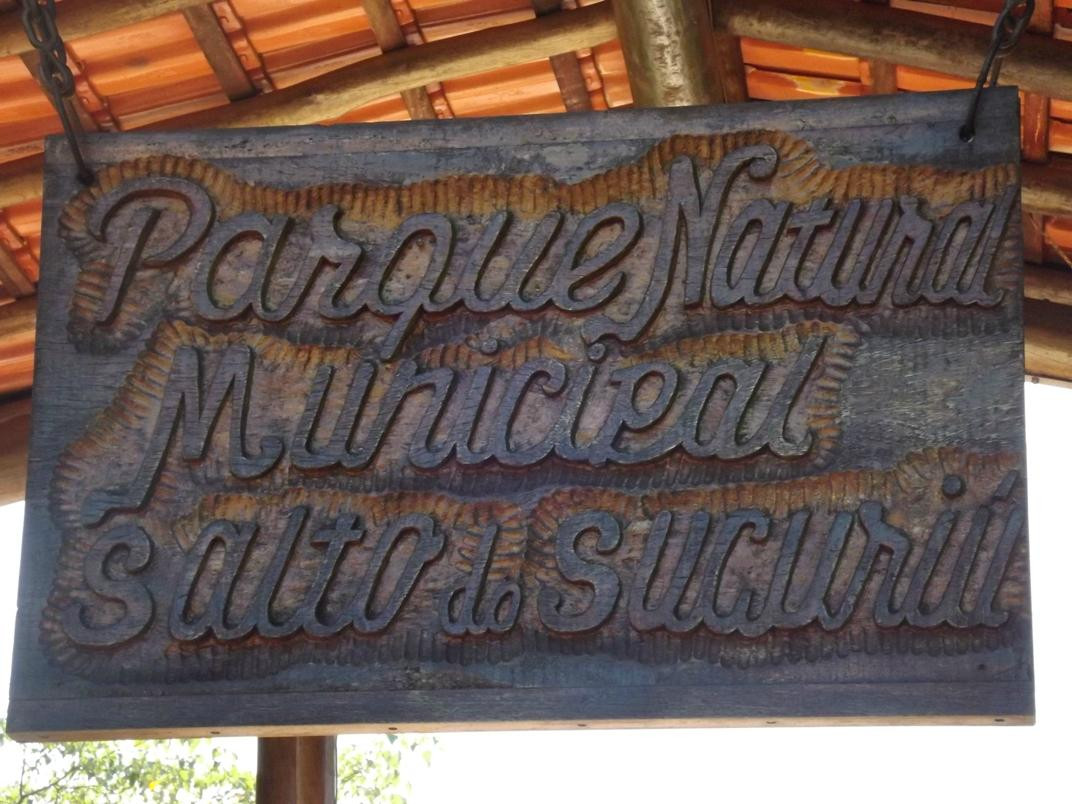 Parque Natural
Municipal
Salto do Sucuriú